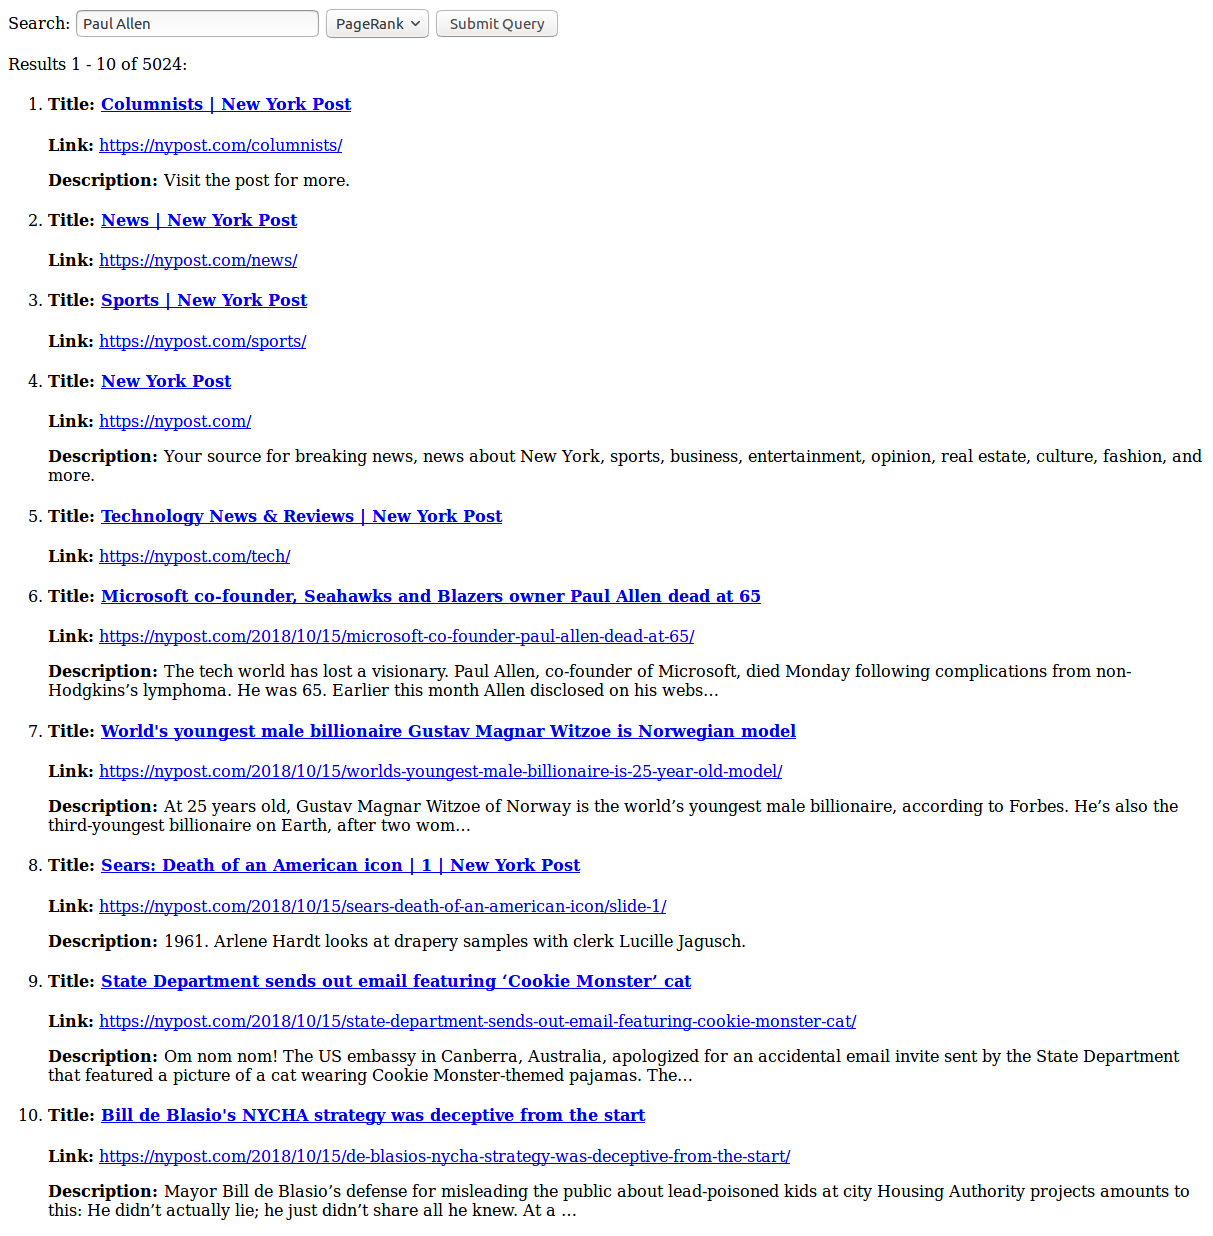 Search: Paul Allen PageRank Submit Query
Results 1 - 10 of 5024:
1. Title: Columnists | New York Post
Link: https://nypost.com/columnists/
Description: Visit the post for more.
2. Title: News | New York Post
Link: https://nypost.com/news/
3. Title: Sports | New York Post
Link: https://nypost.com/sports/
4. Title: New York Post
Link: https://nypost.com/
Description: Your source for breaking news, news about New York, sports, business, entertainment, opinion, real estate, culture, fashion, and
more.
5. Title: Technology News & Reviews | New York Post
Link: https://nypost.com/tech/
6. Title: Microsoft co-founder, Seahawks and Blazers owner Paul Allen dead at 65
Link: https://nypost.com/2018/10/15/microsoft-co-founder-paul-allen-dead-at-65/
Description: The tech world has lost a visionary. Paul Allen, co-founder of Microsoft, died Monday following complications from non-
Hodgkins’s lymphoma. He was 65. Earlier this month Allen disclosed on his webs…
7. Title: World's youngest male billionaire Gustav Magnar Witzoe is Norwegian model
Link: https://nypost.com/2018/10/15/worlds-youngest-male-billionaire-is-25-year-old-model/
Description: At 25 years old, Gustav Magnar Witzoe of Norway is the world’s youngest male billionaire, according to Forbes. He’s also the
third-youngest billionaire on Earth, after two wom…
8. Title: Sears: Death of an American icon | 1 | New York Post
Link: https://nypost.com/2018/10/15/sears-death-of-an-american-icon/slide-1/
Description: 1961. Arlene Hardt looks at drapery samples with clerk Lucille Jagusch.
9. Title: State Department sends out email featuring ‘Cookie Monster’ cat
Link: https://nypost.com/2018/10/15/state-department-sends-out-email-featuring-cookie-monster-cat/
Description: Om nom nom! The US embassy in Canberra, Australia, apologized for an accidental email invite sent by the State Department
that featured a picture of a cat wearing Cookie Monster-themed pajamas. The…
10. Title: Bill de Blasio's NYCHA strategy was deceptive from the start
Link: https://nypost.com/2018/10/15/de-blasios-nycha-strategy-was-deceptive-from-the-start/
Description: Mayor Bill de Blasio’s defense for misleading the public about lead-poisoned kids at city Housing Authority projects amounts to
this: He didn’t actually lie; he just didn’t share all he knew. At a …